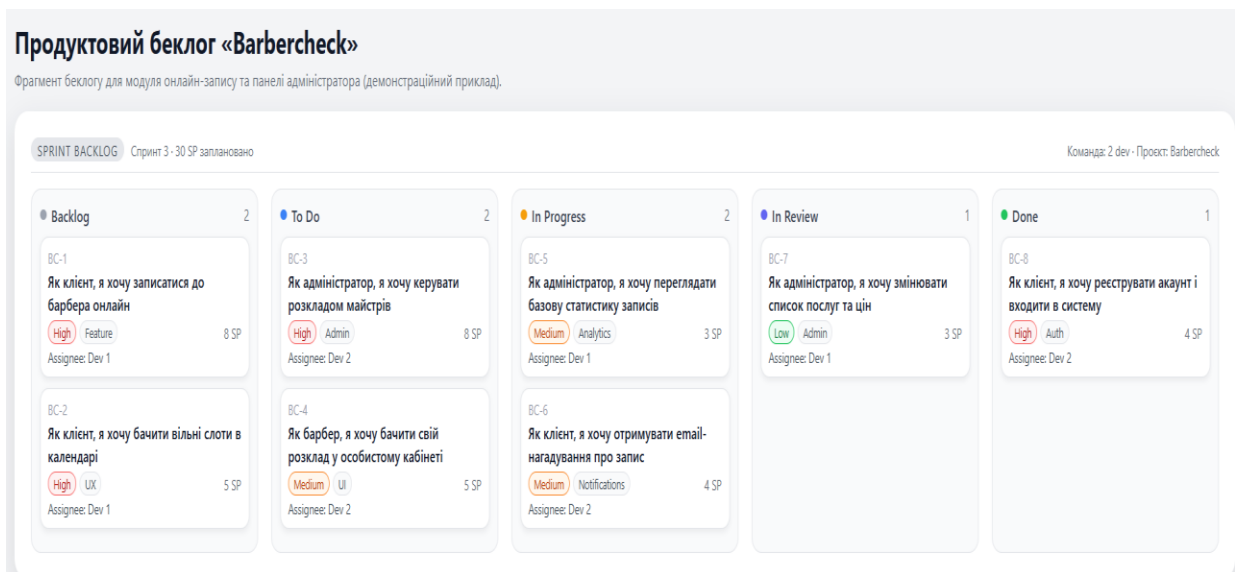 Продуктовий беклог «Barbercheck»
Фрагмент беклогу для модуля онлайн-запису та панелі адміністратора (демонстраційний приклад).
SPRINT BACKLOG Спринт 3 · 30 SP заплановано
Команда: 2 dev · Проєкт: Barbercheck
Backlog 2
BC-1
Як клієнт, я хочу записатися до
барбера онлайн
High Feature 8 SP
Assignee: Dev 1
BC-2
Як клієнт, я хочу бачити вільні слоти в
календарі
High UX 5 SP
Assignee: Dev 1
To Do 2
BC-3
Як адміністратор, я хочу керувати
розкладом майстрів
High Admin 8 SP
Assignee: Dev 2
BC-4
Як барбер, я хочу бачити свій
розклад у особистому кабінеті
Medium UI 5 SP
Assignee: Dev 2
In Progress 2
BC-5
Як адміністратор, я хочу переглядати
базову статистику записів
Medium Analytics 3 SP
Assignee: Dev 1
BC-6
Як клієнт, я хочу отримувати email-
нагадування про запис
Medium Notifications 4 SP
Assignee: Dev 2
In Review 1
BC-7
Як адміністратор, я хочу змінювати
список послуг та цін
Low Admin 3 SP
Assignee: Dev 1
Done 1
BC-8
Як клієнт, я хочу реєструвати акаунт і
входити в систему
High Auth 4 SP
Assignee: Dev 2